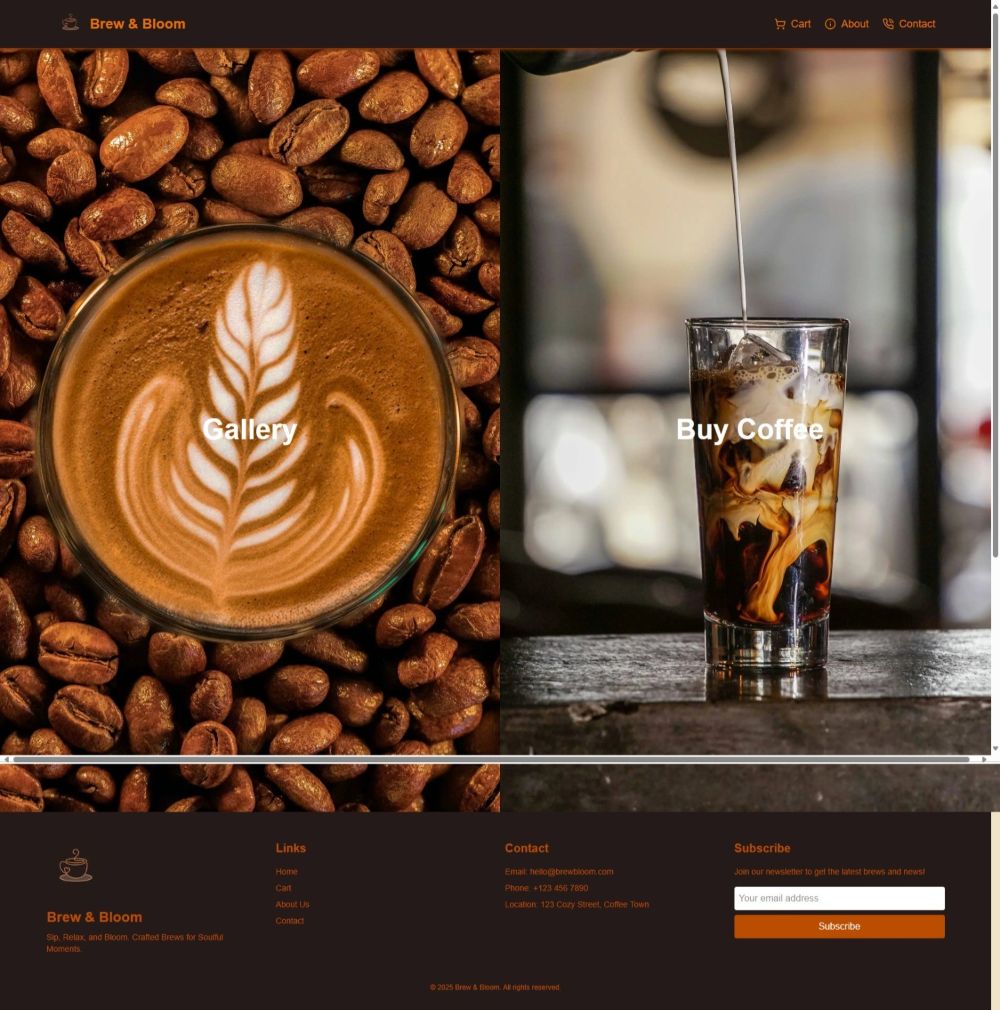 Brew & Bloom
Cart
About
Contact
Gallery
Buy Coffee
Brew & Bloom
Sip, Relax, and Bloom. Crafted Brews for Soulful
Moments.
Links
Home
Cart
About Us
Contact
Contact
Email: hello@brewbloom.com
Phone: +123 456 7890
Location: 123 Cozy Street, Coffee Town
Subscribe
Join our newsletter to get the latest brews and news!
Your email address
Subscribe
© 2025 Brew & Bloom. All rights reserved.